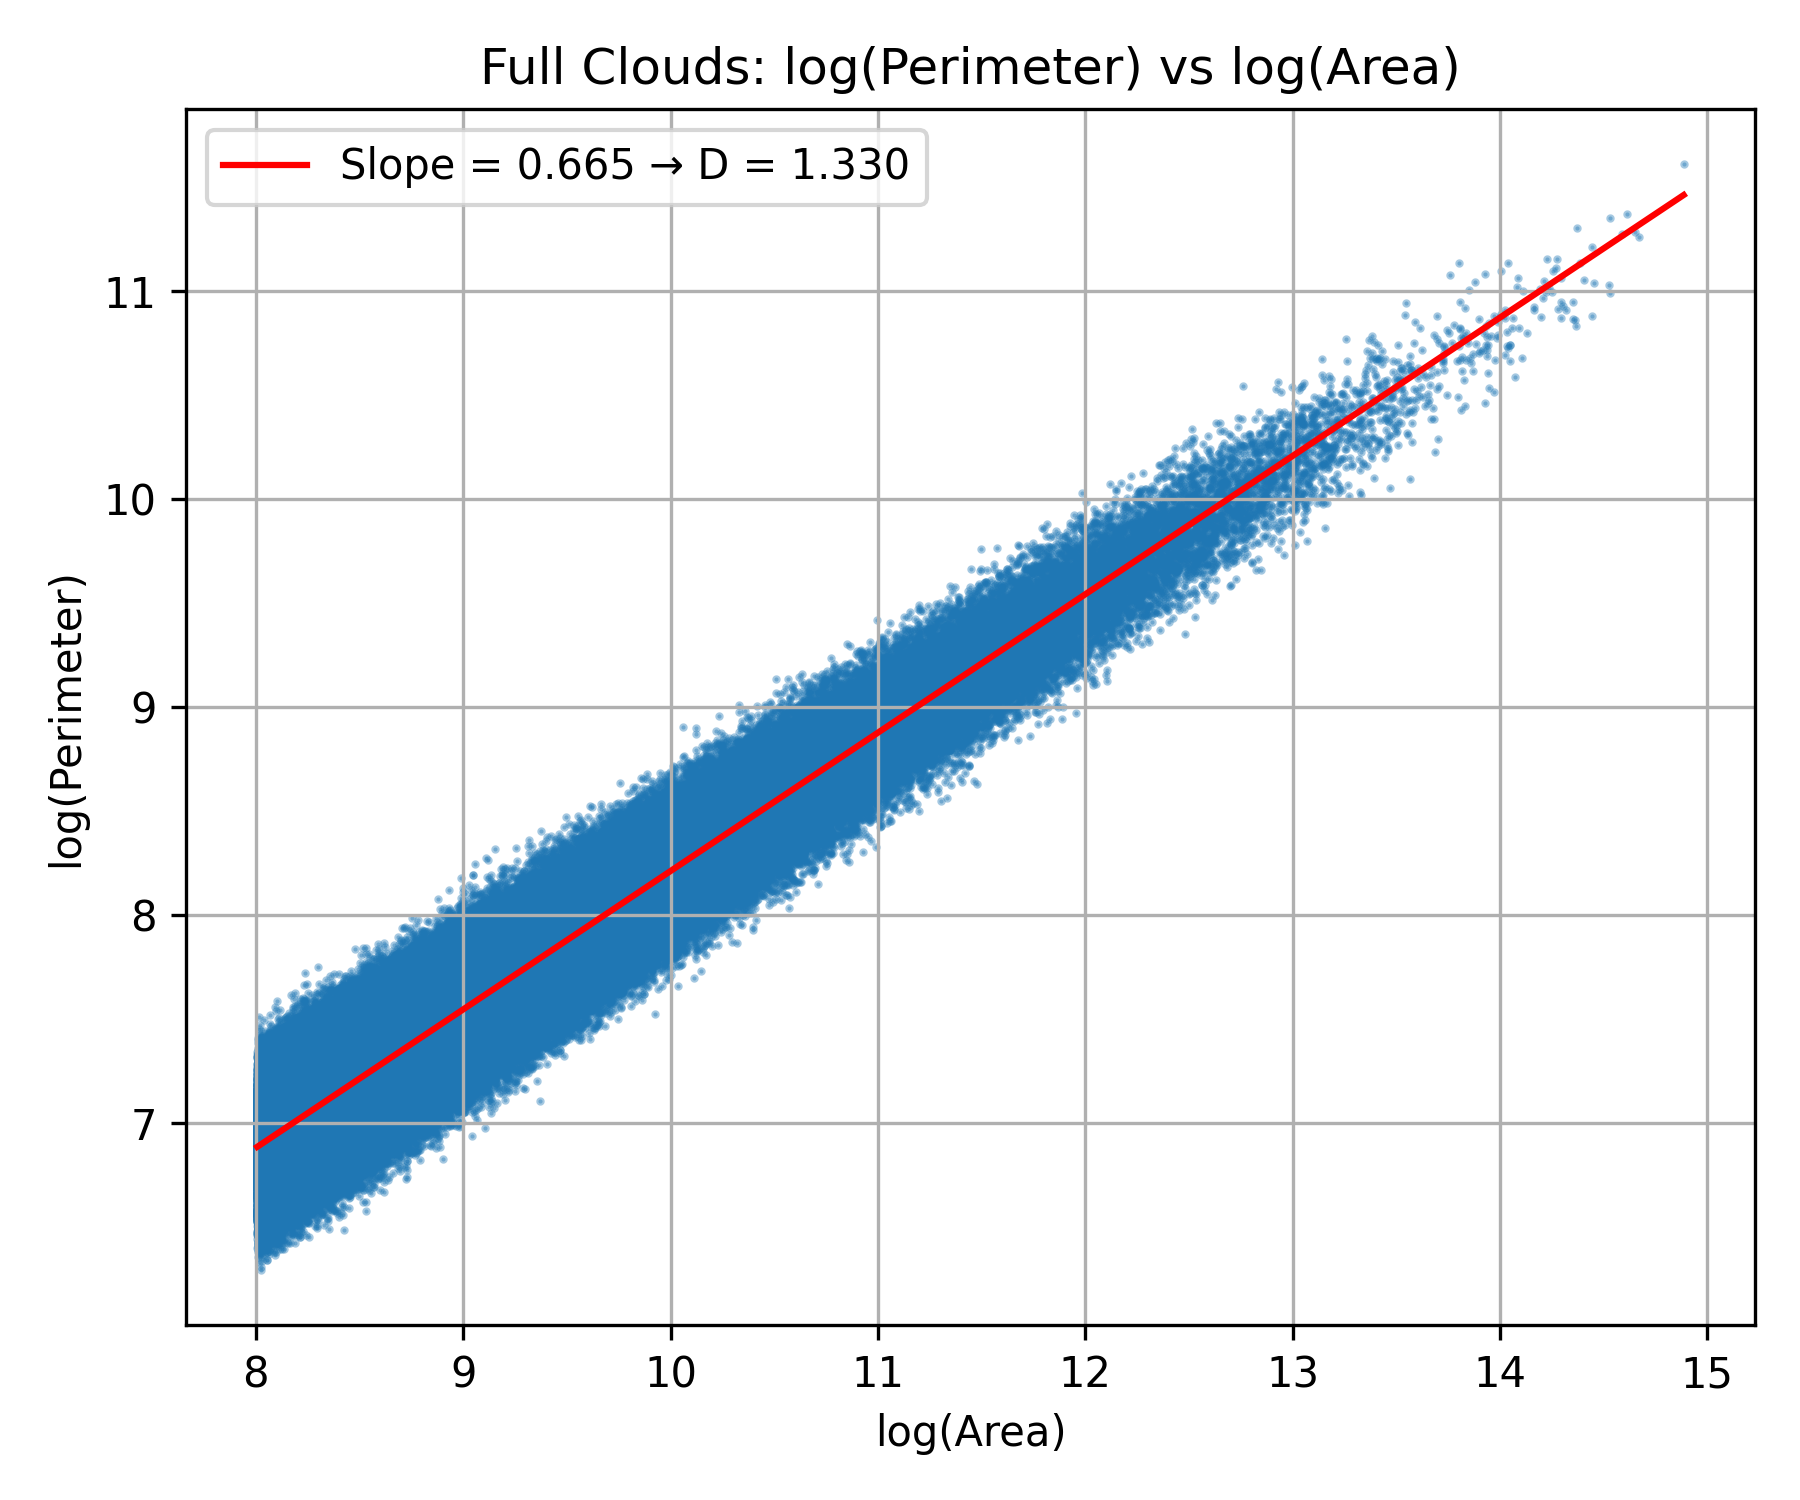 Full Clouds: log(Perimeter) vs log(Area)
Slope = 0.665 → D = 1.330
11
10
9
8
7
log(Perimeter)
8 9 10 11 12 13 14 15
log(Area)